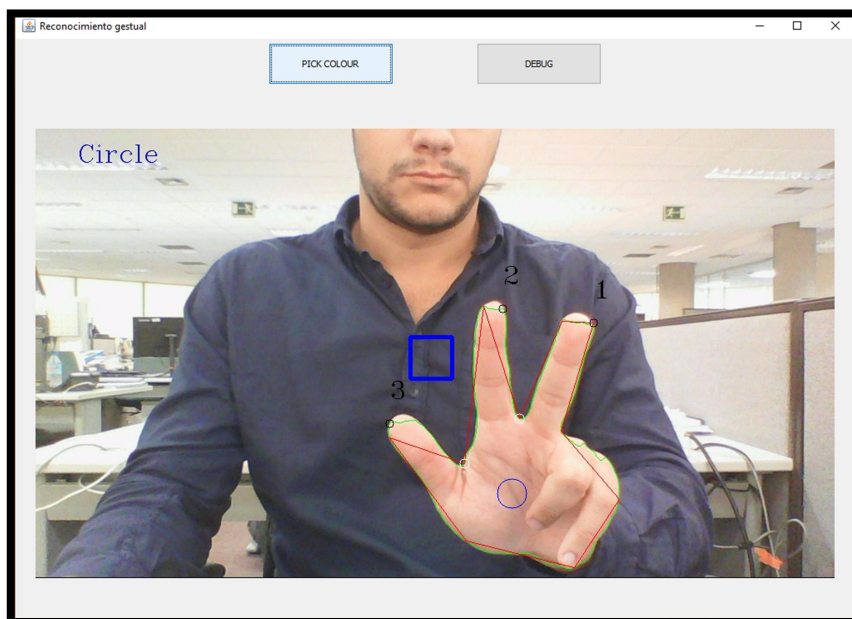 Reconocimiento gestual
PICK COLOUR
DEBUG
Circle
2
1
3